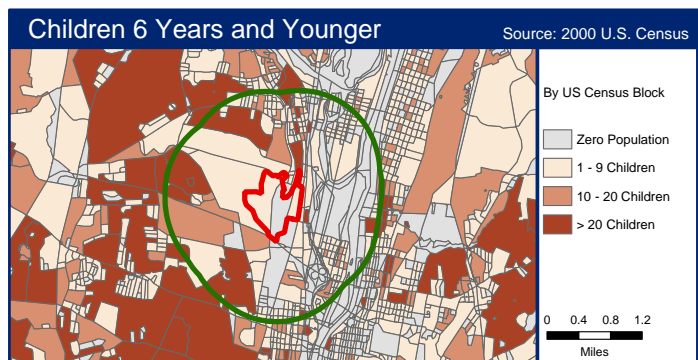 Children 6 Years and Younger
Source: 2000 U.S. Census
By US Census Block
Zero Population
1 - 9 Children
10 - 20 Children
> 20 Children
0 0.4 0.8 1.2
Miles